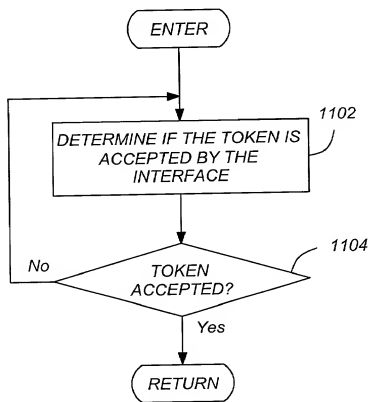 ENTER
1102
DETERMINE IF THE TOKEN IS
ACCEPTED BY THE
INTERFACE
1104
No
TOKEN
ACCEPTED?
Yes
RETURN